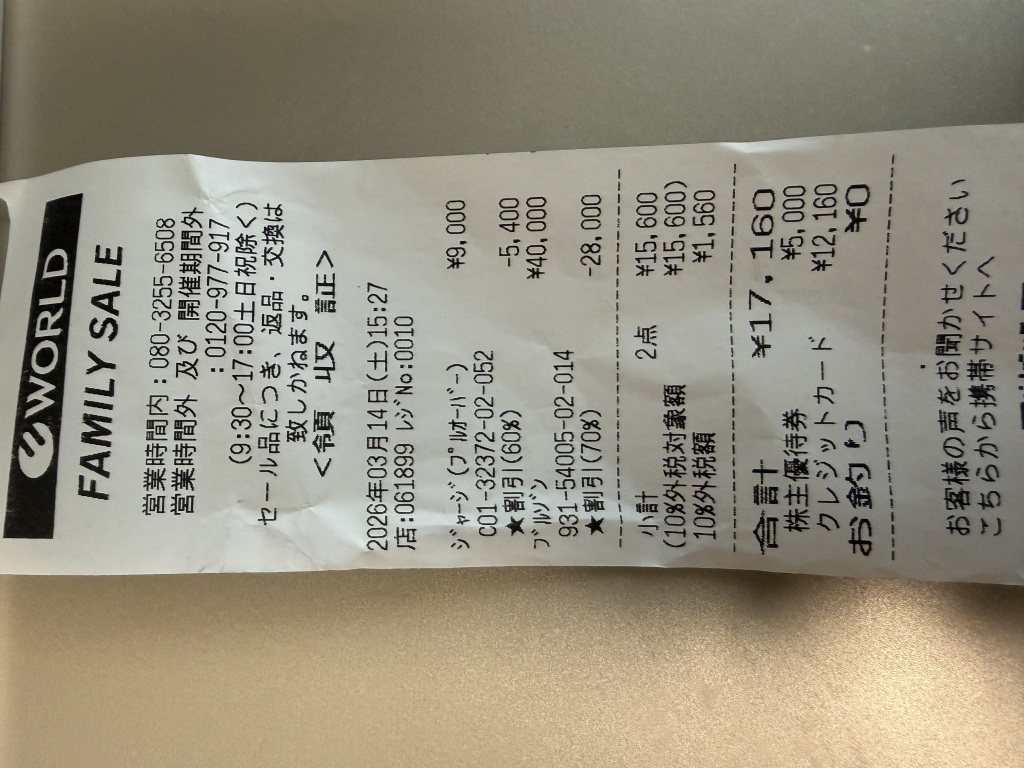 WORLD
FAMILY SALE
営業時間内:080-3255-6508
営業時間外 及び 開催期間外
:0120-977-917
(9:30〜17:00土日祝除く)
セール品につき、返品・交換は
致しかねます。
<領 収 証>
2026年03月14日(土)15:27
店:061899 レジNo:0010
ジャージ(プルオーバー) ¥9,000
C01-32372-02-052
★割引(60%) -5,400
ブルゾン ¥40,000
931-54005-02-014
★割引(70%) -28,000
小計 2点 ¥15,600
(10%外税対象額 ¥15,600)
10%外税額 ¥1,560
合計 ¥17,160
株主優待券 ¥5,000
クレジットカード ¥12,160
お釣り ¥0
お客様の声をお聞かせください
こちらから携帯サイトへ